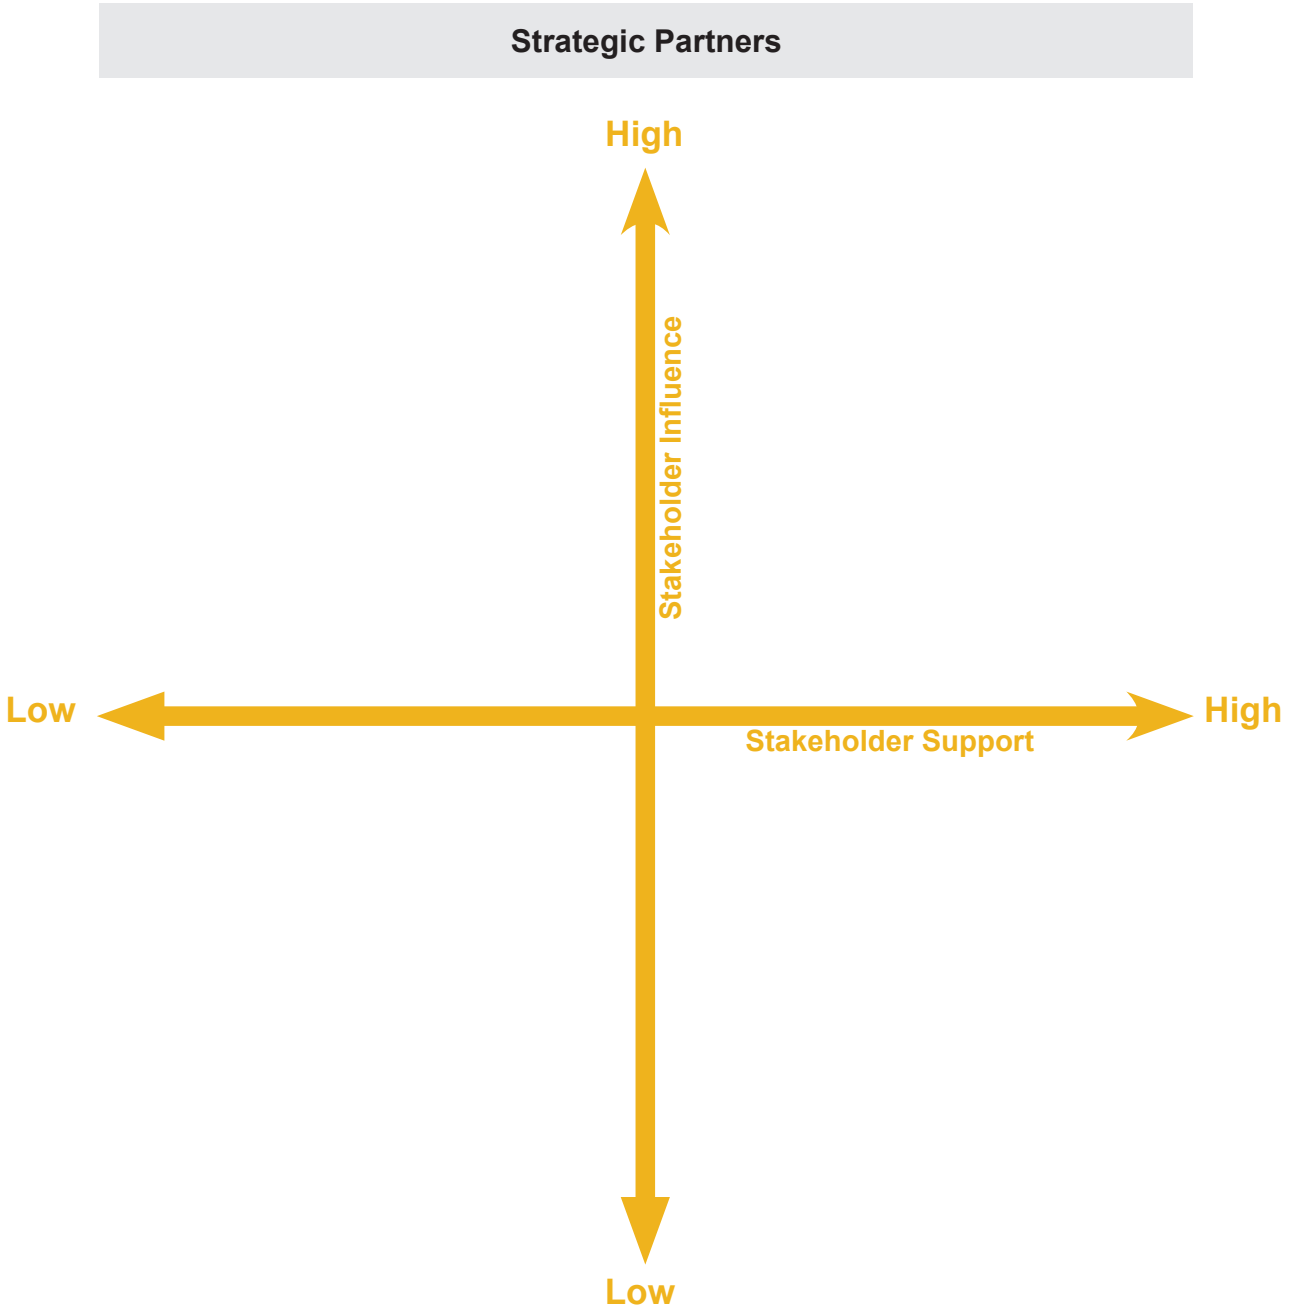 Strategic Partners
High
Stakeholder Influence
Low
High
Stakeholder Support
Low